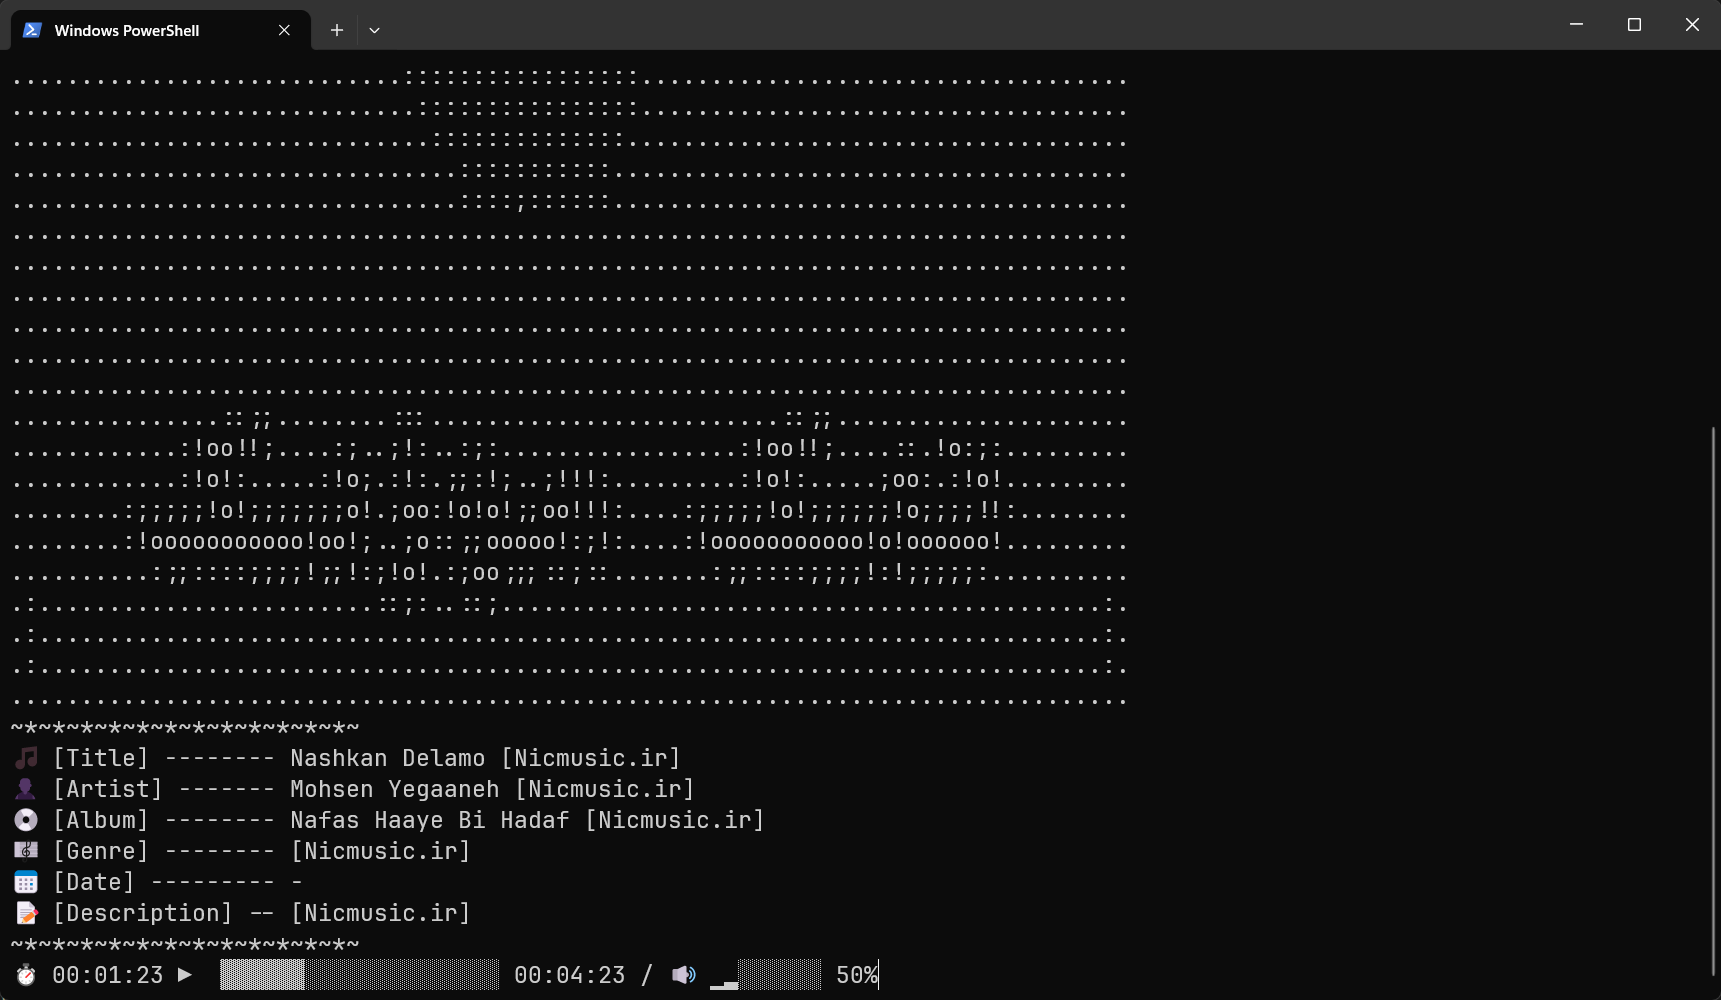 Windows PowerShell
~*~*~*~*~*~*~*~*~*~*~*~*~
[Title] -------- Nashkan Delamo [Nicmusic.ir]
[Artist] ------- Mohsen Yegaaneh [Nicmusic.ir]
[Album] -------- Nafas Haaye Bi Hadaf [Nicmusic.ir]
[Genre] -------- [Nicmusic.ir]
[Date] --------- -
[Description] -- [Nicmusic.ir]
~*~*~*~*~*~*~*~*~*~*~*~*~
00:01:23 ► 00:04:23 / 50%